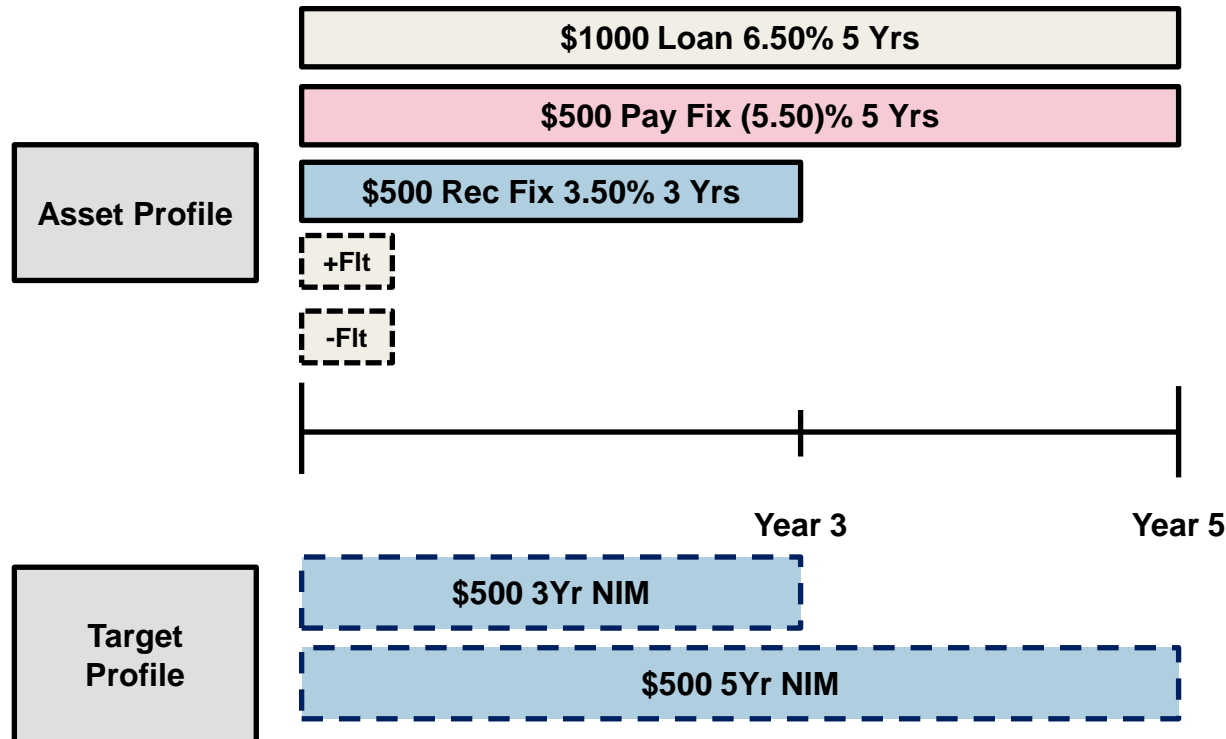 $1000 Loan 6.50% 5 Yrs
$500 Pay Fix (5.50)% 5 Yrs
Asset Profile
$500 Rec Fix 3.50% 3 Yrs
+Flt
-Flt
Year 3
Year 5
Target
Profile
$500 3Yr NIM
$500 5Yr NIM